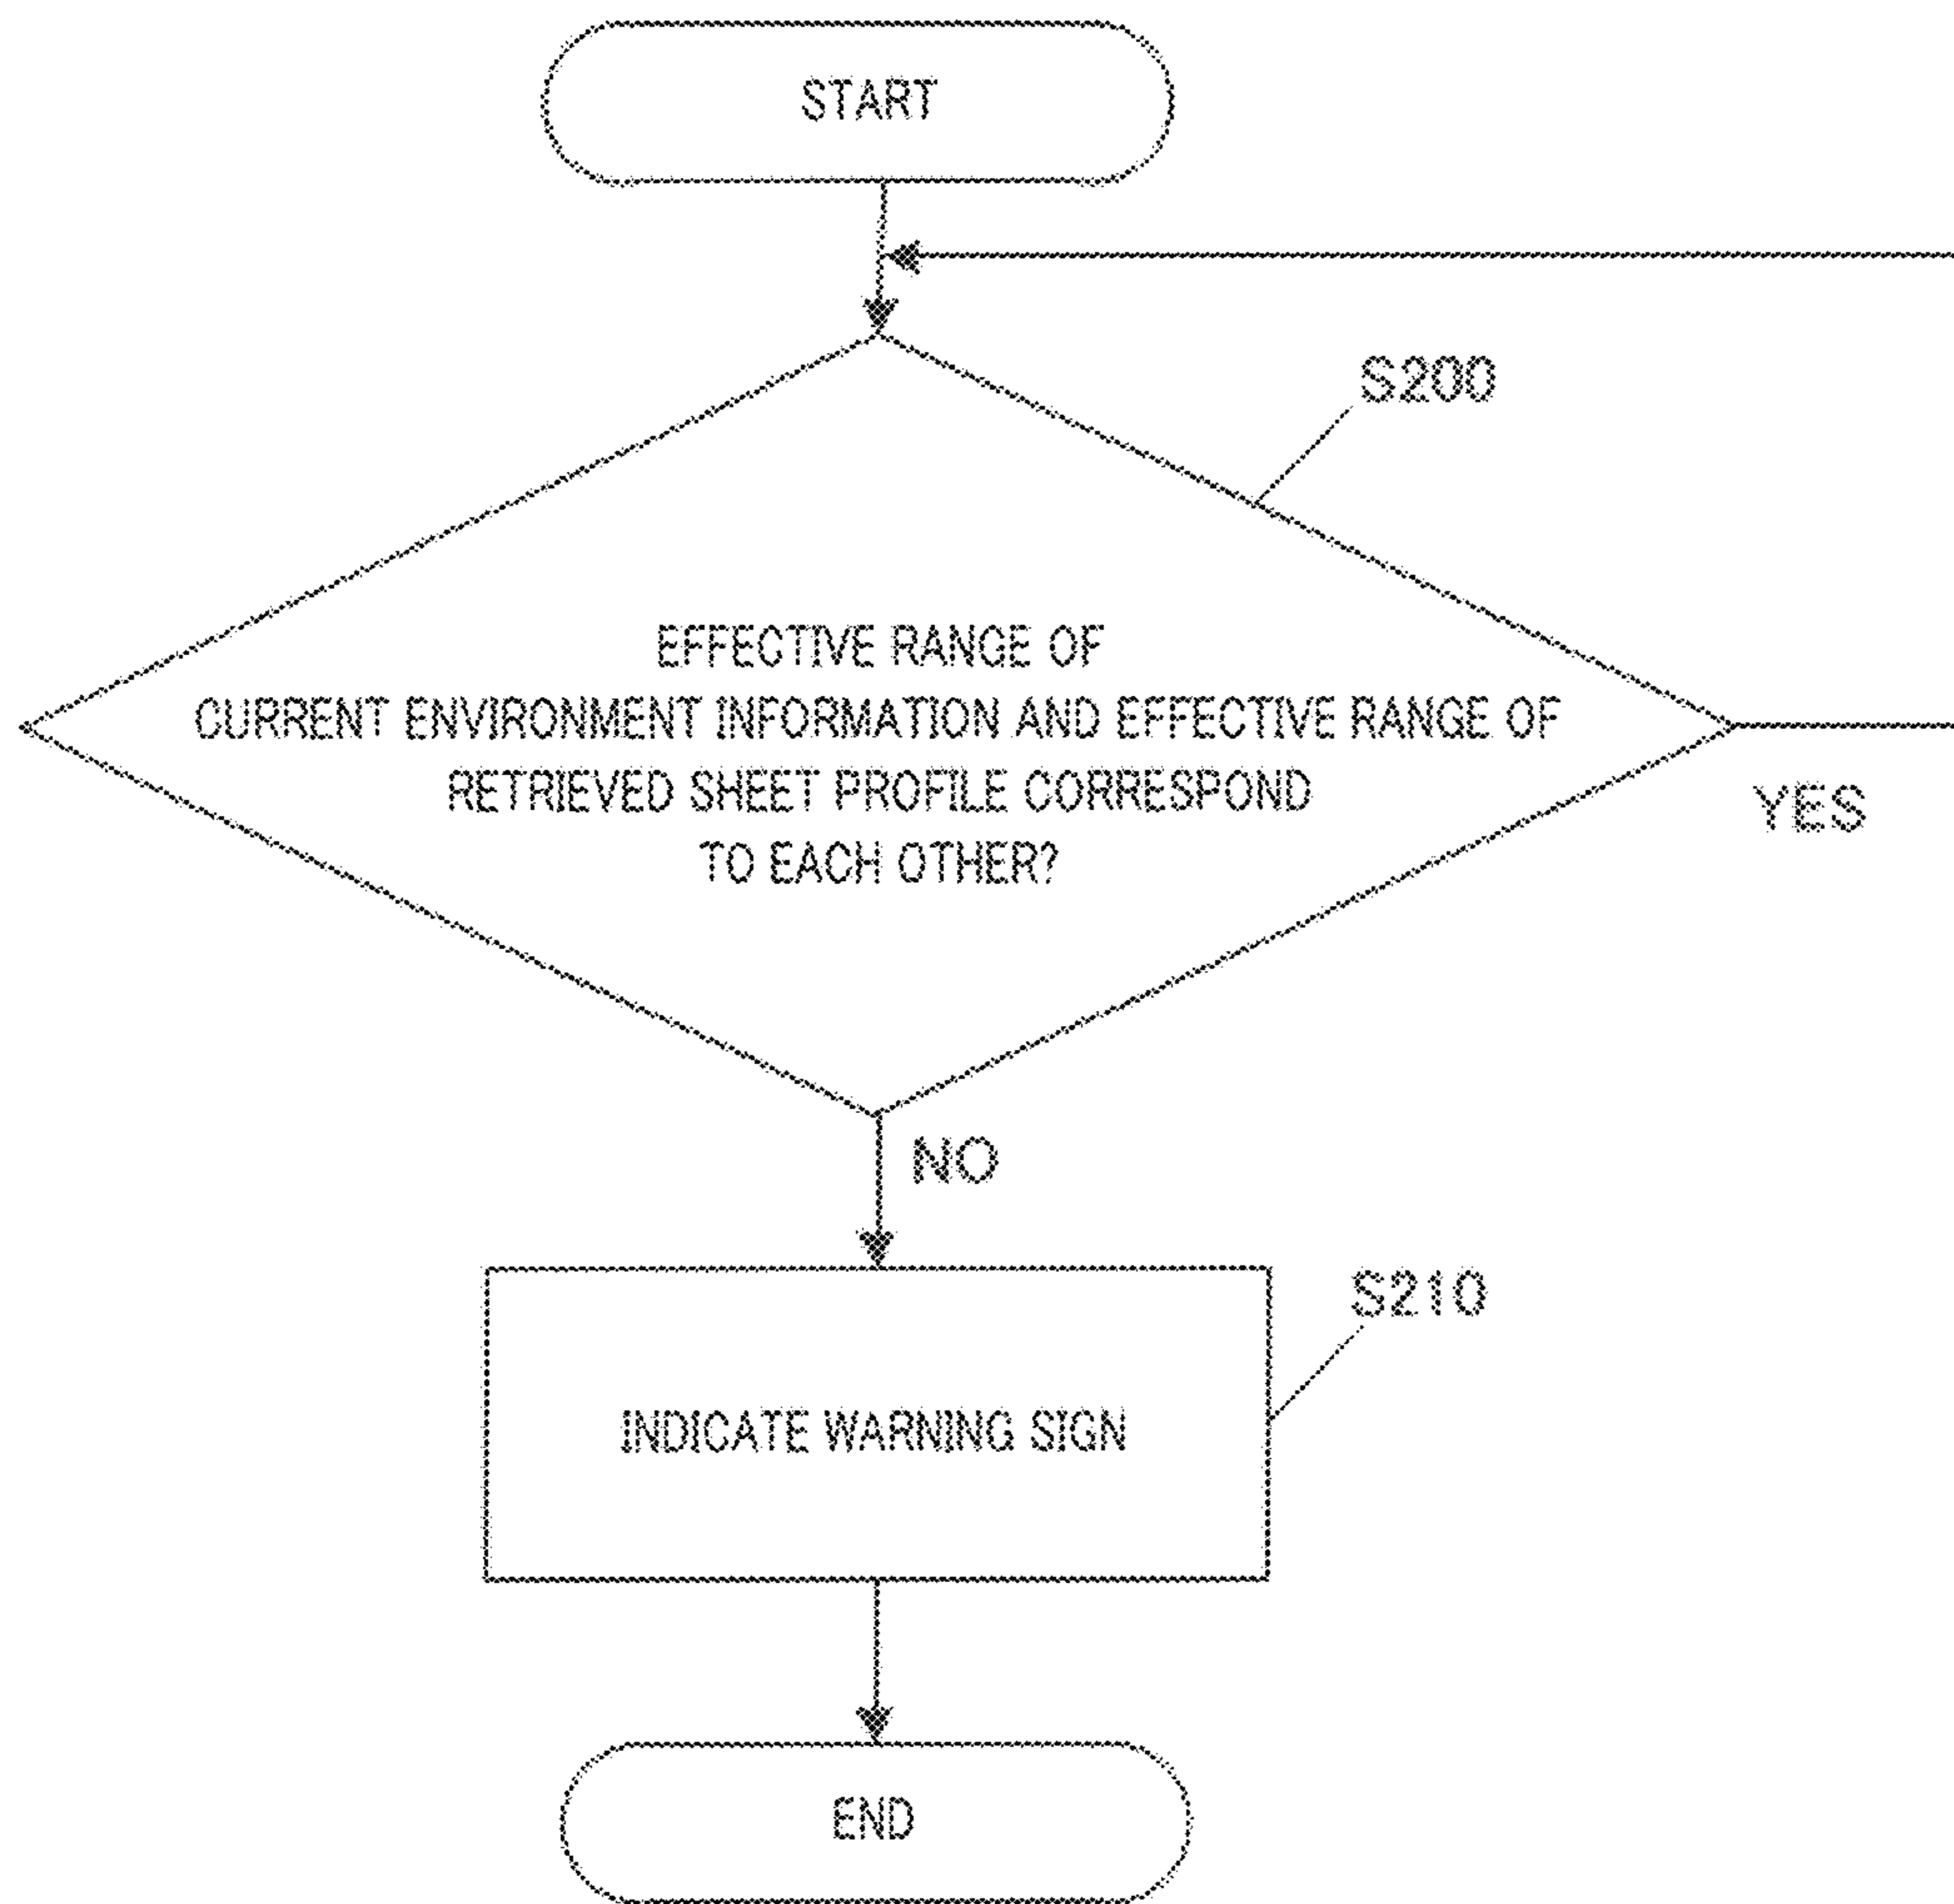 START
S200
EFFECTIVE RANGE OF
CURRENT ENVIRONMENT INFORMATION AND EFFECTIVE RANGE OF
RETRIEVED SHEET PROFILE CORRESPOND
TO EACH OTHER?
YES
NO
S210
INDICATE WARNING SIGN
END